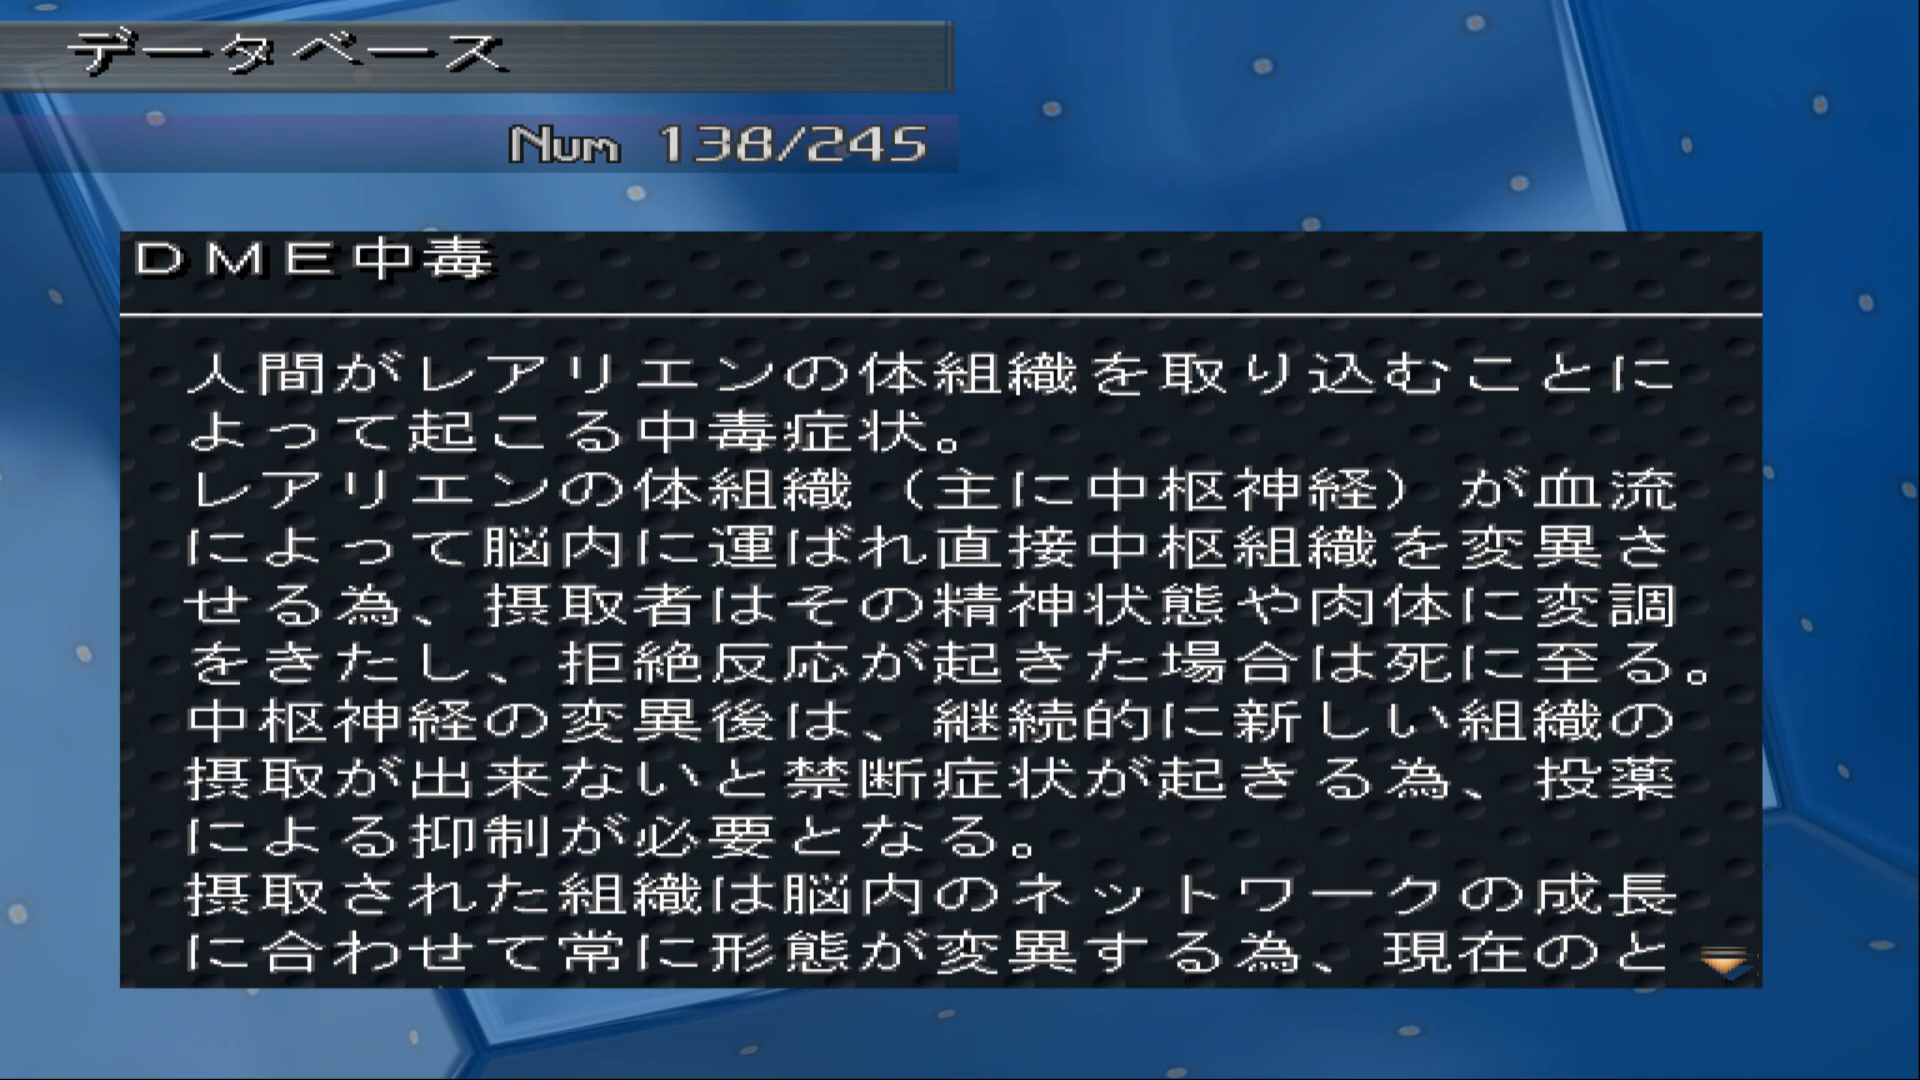 データベース
Num 138/245
ＤＭＥ中毒
人間がレアリエンの体組織を取り込むことに
よって起こる中毒症状。
レアリエンの体組織（主に中枢神経）が血流
によって脳内に運ばれ直接中枢組織を変異さ
せる為、摂取者はその精神状態や肉体に変調
をきたし、拒絶反応が起きた場合は死に至る。
中枢神経の変異後は、継続的に新しい組織の
摂取が出来ないと禁断症状が起きる為、投薬
による抑制が必要となる。
摂取された組織は脳内のネットワークの成長
に合わせて常に形態が変異する為、現在のと